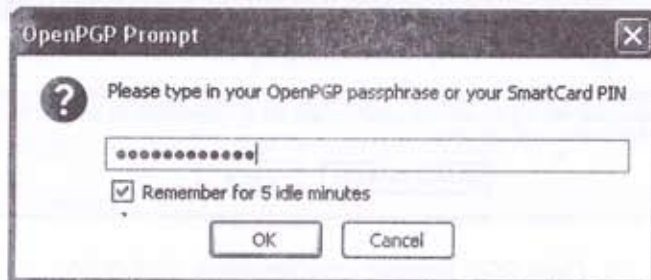 OpenPGP Prompt
Please type in your OpenPGP passphrase or your SmartCard PIN
●●●●●●●●●●●●
Remember for 5 idle minutes
OK
Cancel